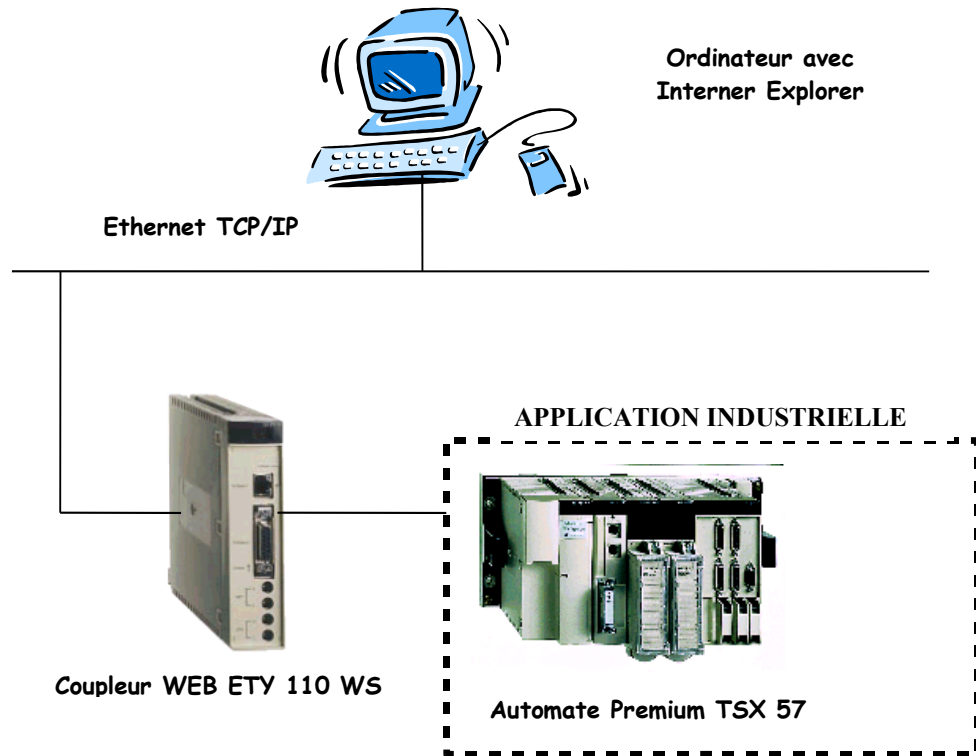 Ordinateur avec
Interner Explorer
Ethernet TCP/IP
APPLICATION INDUSTRIELLE
Coupleur WEB ETY 110 WS
Automate Premium TSX 57